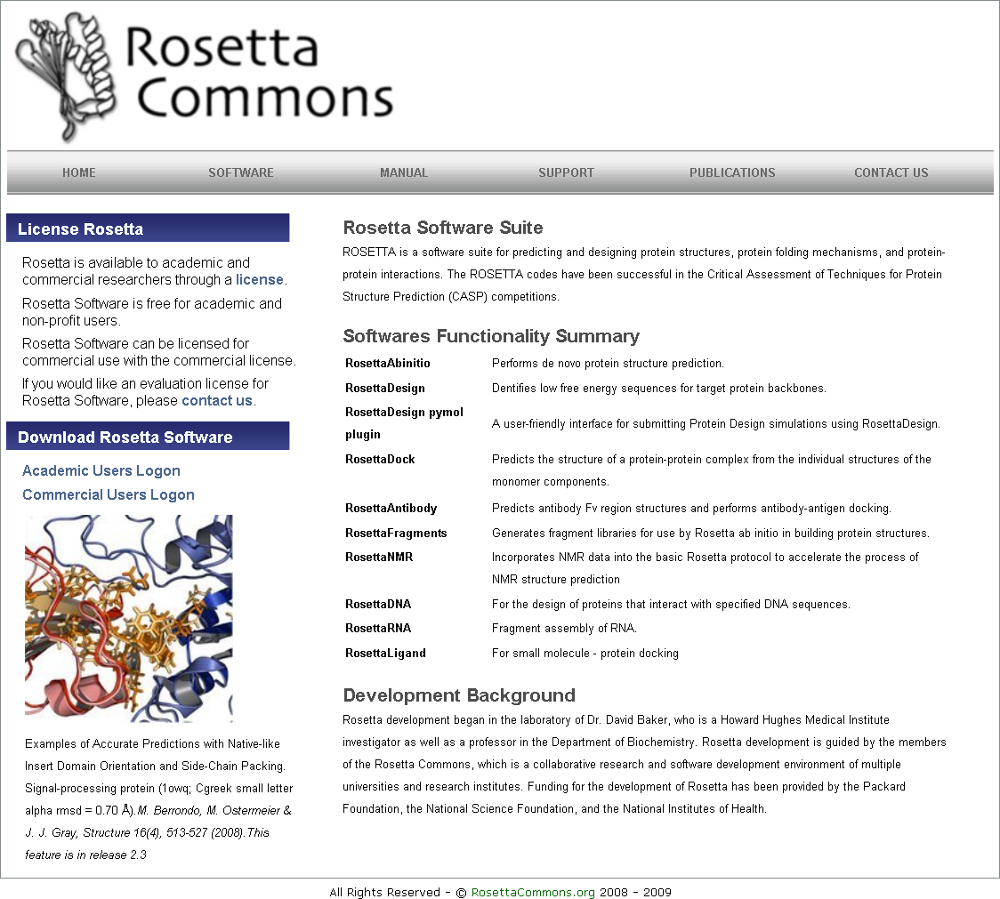 Rosetta
Commons
HOME SOFTWARE MANUAL SUPPORT PUBLICATIONS CONTACT US
License Rosetta
Rosetta is available to academic and
commercial researchers through a license.
Rosetta Software is free for academic and
non-profit users.
Rosetta Software can be licensed for
commercial use with the commercial license.
If you would like an evaluation license for
Rosetta Software, please contact us.
Download Rosetta Software
Academic Users Logon
Commercial Users Logon
Examples of Accurate Predictions with Native-like
Insert Domain Orientation and Side-Chain Packing.
Signal-processing protein (1owq; Cgreek small letter
alpha rmsd = 0.70 Å).M. Berrondo, M. Ostermeier &
J. J. Gray, Structure 16(4), 513-527 (2008).This
feature is in release 2.3
Rosetta Software Suite
ROSETTA is a software suite for predicting and designing protein structures, protein folding mechanisms, and protein-
protein interactions. The ROSETTA codes have been successful in the Critical Assessment of Techniques for Protein
Structure Prediction (CASP) competitions.
Softwares Functionality Summary
RosettaAbinitio Performs de novo protein structure prediction.
RosettaDesign Dentifies low free energy sequences for target protein backbones.
RosettaDesign pymol
plugin
A user-friendly interface for submitting Protein Design simulations using RosettaDesign.
RosettaDock Predicts the structure of a protein-protein complex from the individual structures of the
monomer components.
RosettaAntibody Predicts antibody Fv region structures and performs antibody-antigen docking.
RosettaFragments Generates fragment libraries for use by Rosetta ab initio in building protein structures.
RosettaNMR Incorporates NMR data into the basic Rosetta protocol to accelerate the process of
NMR structure prediction
RosettaDNA For the design of proteins that interact with specified DNA sequences.
RosettaRNA Fragment assembly of RNA.
RosettaLigand For small molecule - protein docking
Development Background
Rosetta development began in the laboratory of Dr. David Baker, who is a Howard Hughes Medical Institute
investigator as well as a professor in the Department of Biochemistry. Rosetta development is guided by the members
of the Rosetta Commons, which is a collaborative research and software development environment of multiple
universities and research institutes. Funding for the development of Rosetta has been provided by the Packard
Foundation, the National Science Foundation, and the National Institutes of Health.
All Rights Reserved - © RosettaCommons.org 2008 - 2009